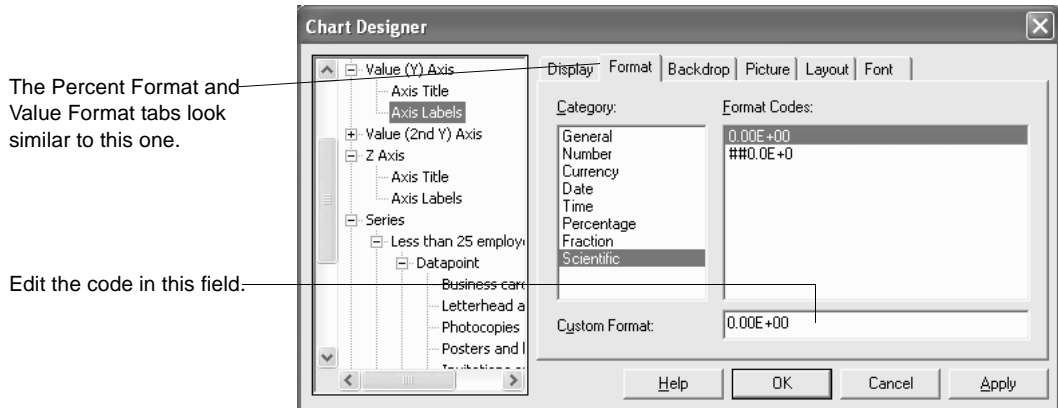 Chart Designer
The Percent Format and
Value Format tabs look
similar to this one.
Edit the code in this field.
Value (Y) Axis
Axis Title
Axis Labels
Value (2nd Y) Axis
Z Axis
Axis Title
Axis Labels
Series
Less than 25 employ
Datapoint
Business car
Letterhead a
Photocopies
Posters and l
Display Format Backdrop Picture Layout Font
Category:
General
Number
Currency
Date
Time
Percentage
Fraction
Scientific
Format Codes:
0.00E+00
##0.0E+0
Custom Format:
0.00E+00
Help OK Cancel Apply